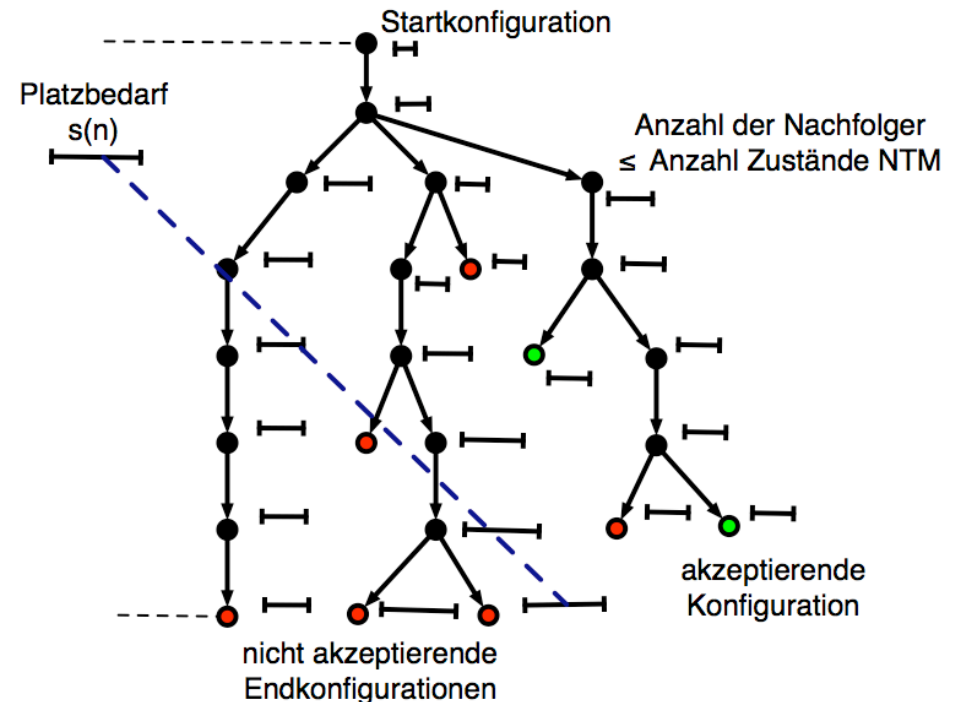 Startkonfiguration
Platzbedarf
s(n)
Anzahl der Nachfolger
≤ Anzahl Zustände NTM
akzeptierende
Konfiguration
nicht akzeptierende
Endkonfigurationen